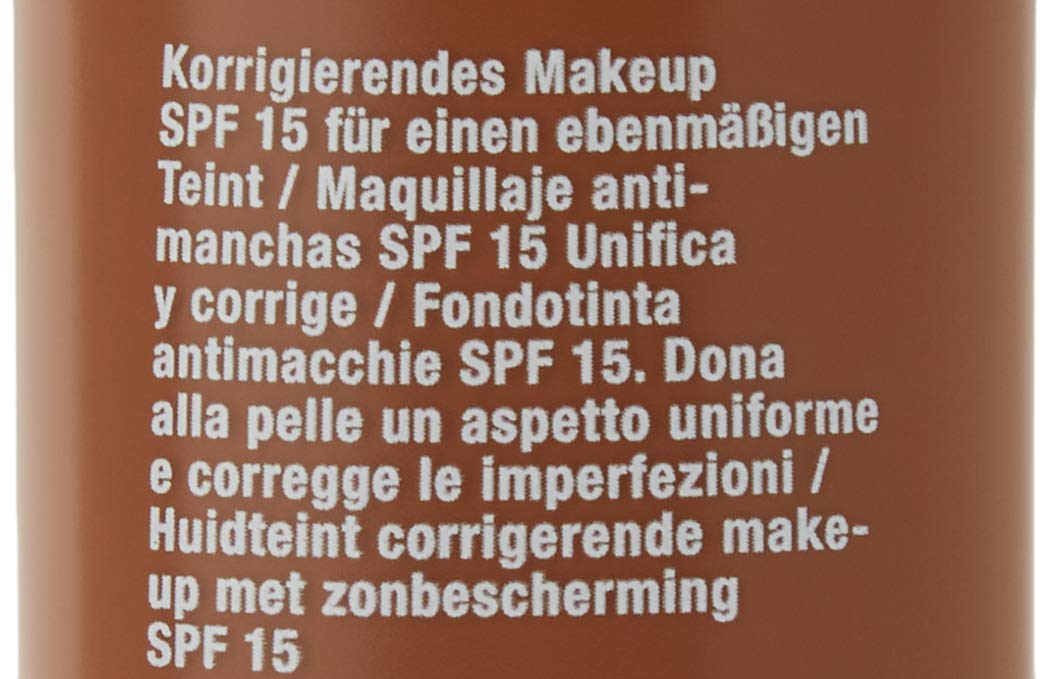 Korrigierendes Makeup
SPF 15 für einen ebenmäßigen
Teint / Maquillaje anti-
manchas SPF 15 Unifica
y corrige / Fondotinta
antimacchie SPF 15. Dona
alla pelle un aspetto uniforme
e corregge le imperfezioni /
Huidteint corrigerende make-
up met zonbescherming
SPF 15